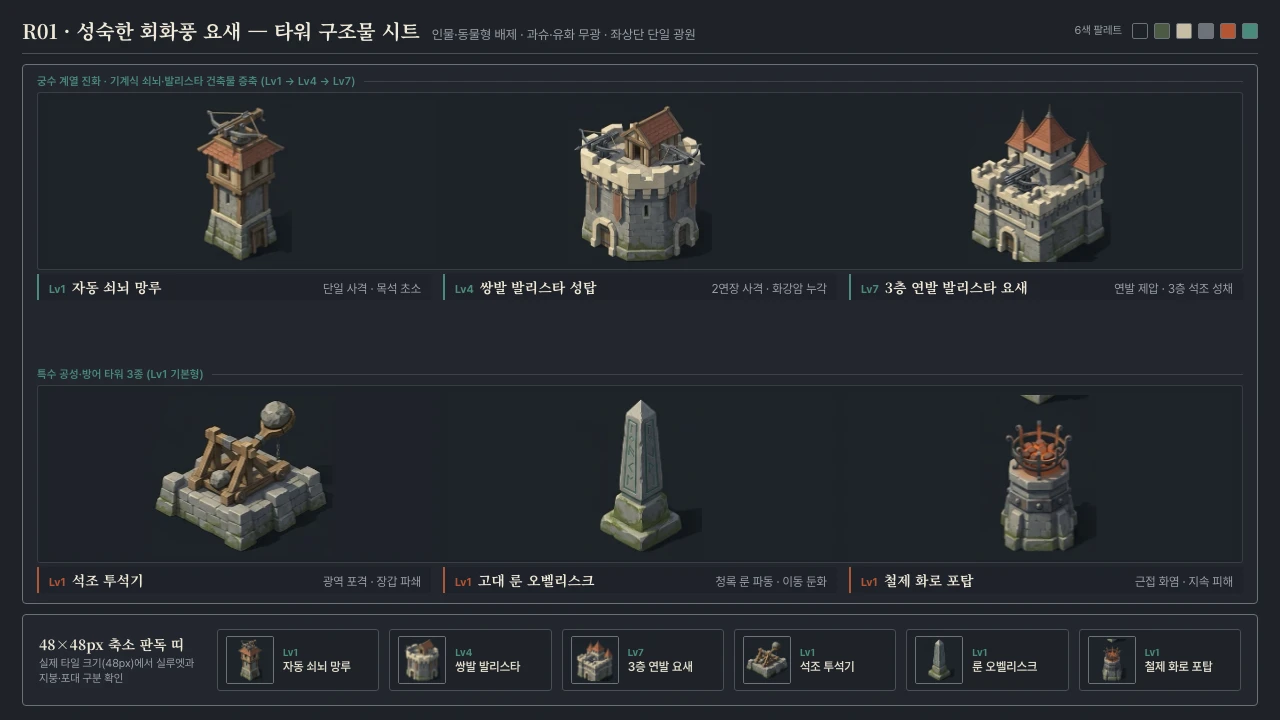 R01 · 성숙한 회화풍 요새 — 타워 구조물 시트
인물·동물형 배제 · 과슈·유화 무광 · 좌상단 단일 광원
6색 팔레트
궁수 계열 진화 · 기계식 쇠뇌·발리스타 건축물 증축 (Lv1 → Lv4 → Lv7)
Lv1 자동 쇠뇌 망루
단일 사격 · 목석 초소
Lv4 쌍발 발리스타 성탑
2연장 사격 · 화강암 누각
Lv7 3층 연발 발리스타 요새
연발 제압 · 3층 석조 성채
특수 공성·방어 타워 3종 (Lv1 기본형)
Lv1 석조 투석기
광역 포격 · 장갑 파쇄
Lv1 고대 룬 오벨리스크
청록 룬 파동 · 이동 둔화
Lv1 철제 화로 포탑
근접 화염 · 지속 피해
48×48px 축소 판독 띠
실제 타일 크기(48px)에서 실루엣과
지붕·포대 구분 확인
Lv1
자동 쇠뇌 망루
Lv4
쌍발 발리스타
Lv7
3층 연발 요새
Lv1
석조 투석기
Lv1
룬 오벨리스크
Lv1
철제 화로 포탑